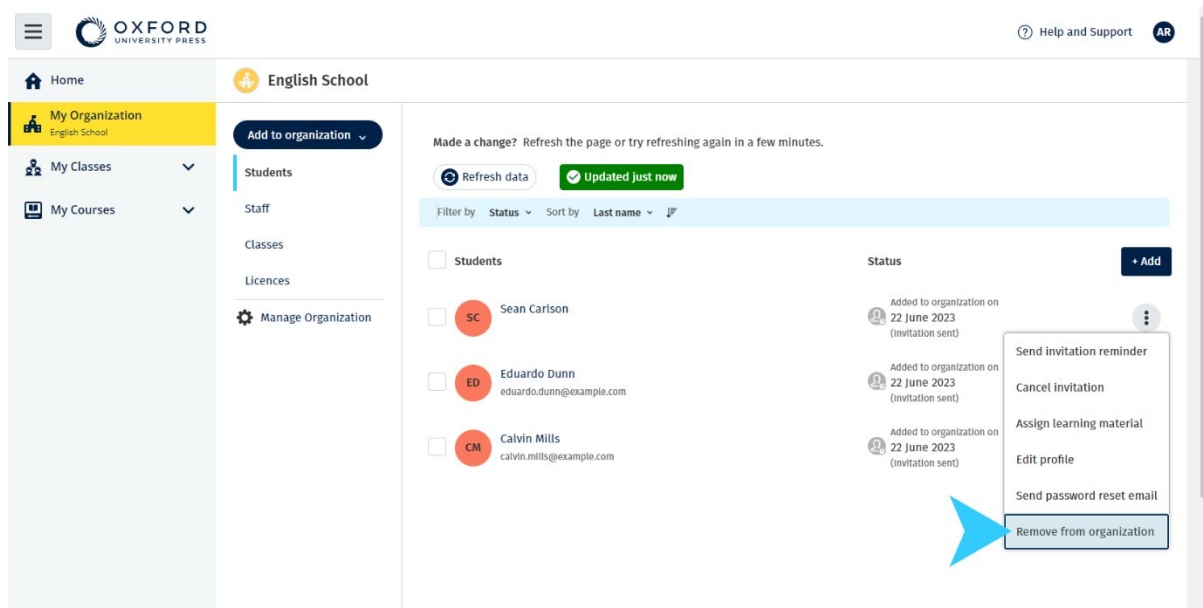 OXFORD
UNIVERSITY PRESS
? Help and Support
AR
Home
My Organization
English School
My Classes
My Courses
English School
Add to organization
Students
Staff
Classes
Licences
Manage Organization
Made a change? Refresh the page or try refreshing again in a few minutes.
Refresh data
Updated just now
Filter by Status Sort by Last name
Students Status + Add
SC
Sean Carlson
Added to organization on
22 June 2023
(invitation sent)
ED
Eduardo Dunn
eduardo.dunn@example.com
Added to organization on
22 June 2023
(invitation sent)
CM
Calvin Mills
calvin.mills@example.com
Added to organization on
22 June 2023
(invitation sent)
Send invitation reminder
Cancel invitation
Assign learning material
Edit profile
Send password reset email
Remove from organization